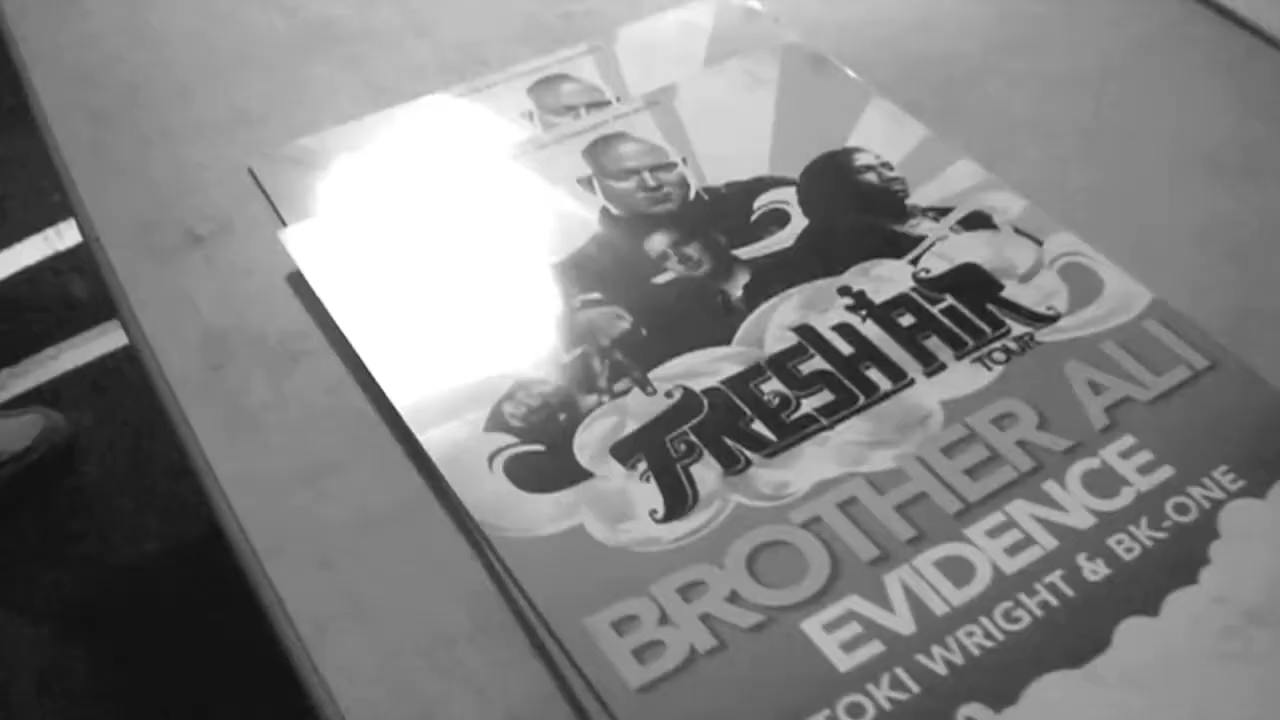 FRESH AIR
TOUR
BROTHER ALI
EVIDENCE
TOKI WRIGHT & BK-ONE